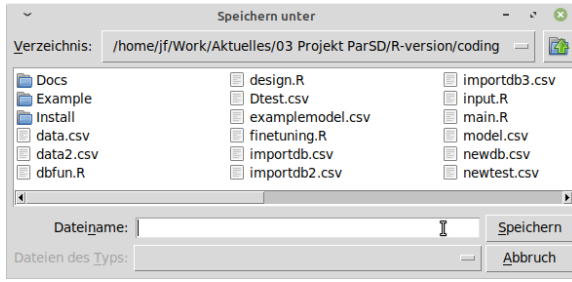 Speichern unter
Verzeichnis: /home/jf/Work/Aktuelles/03 Projekt ParSD/R-version/coding
Docs design.R importdb3.csv
Example Dtest.csv input.R
Install examplemodel.csv main.R
data.csv finetuning.R model.csv
data2.csv importdb.csv newdb.csv
dbfun.R importdb2.csv newtest.csv
Dateiname: Speichern
Dateien des Typs: Abbruch